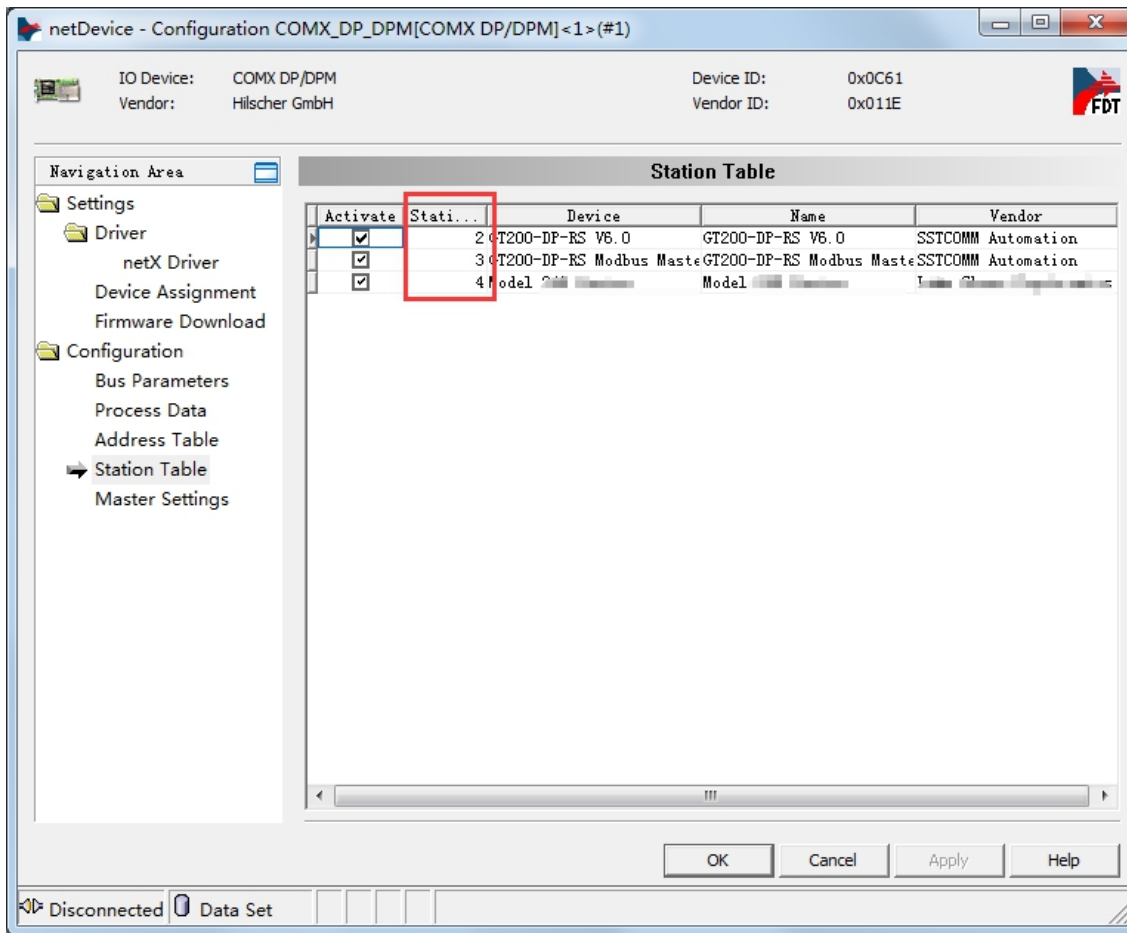 netDevice - Configuration COMX_DP_DPM[COMX DP/DPM]<1>(#1)
IO Device: COMX DP/DPM Device ID: 0x0C61
Vendor: Hilscher GmbH Vendor ID: 0x011E
FDT
Navigation Area
Station Table
Settings
Driver
netX Driver
Device Assignment
Firmware Download
Configuration
Bus Parameters
Process Data
Address Table
Station Table
Master Settings
Activate Stati... Device Name Vendor
2 GT200-DP-RS V6.0 GT200-DP-RS V6.0 SSTCOMM Automation
3 GT200-DP-RS Modbus Maste GT200-DP-RS Modbus Maste SSTCOMM Automation
4 Model Model
OK Cancel Apply Help
Disconnected Data Set